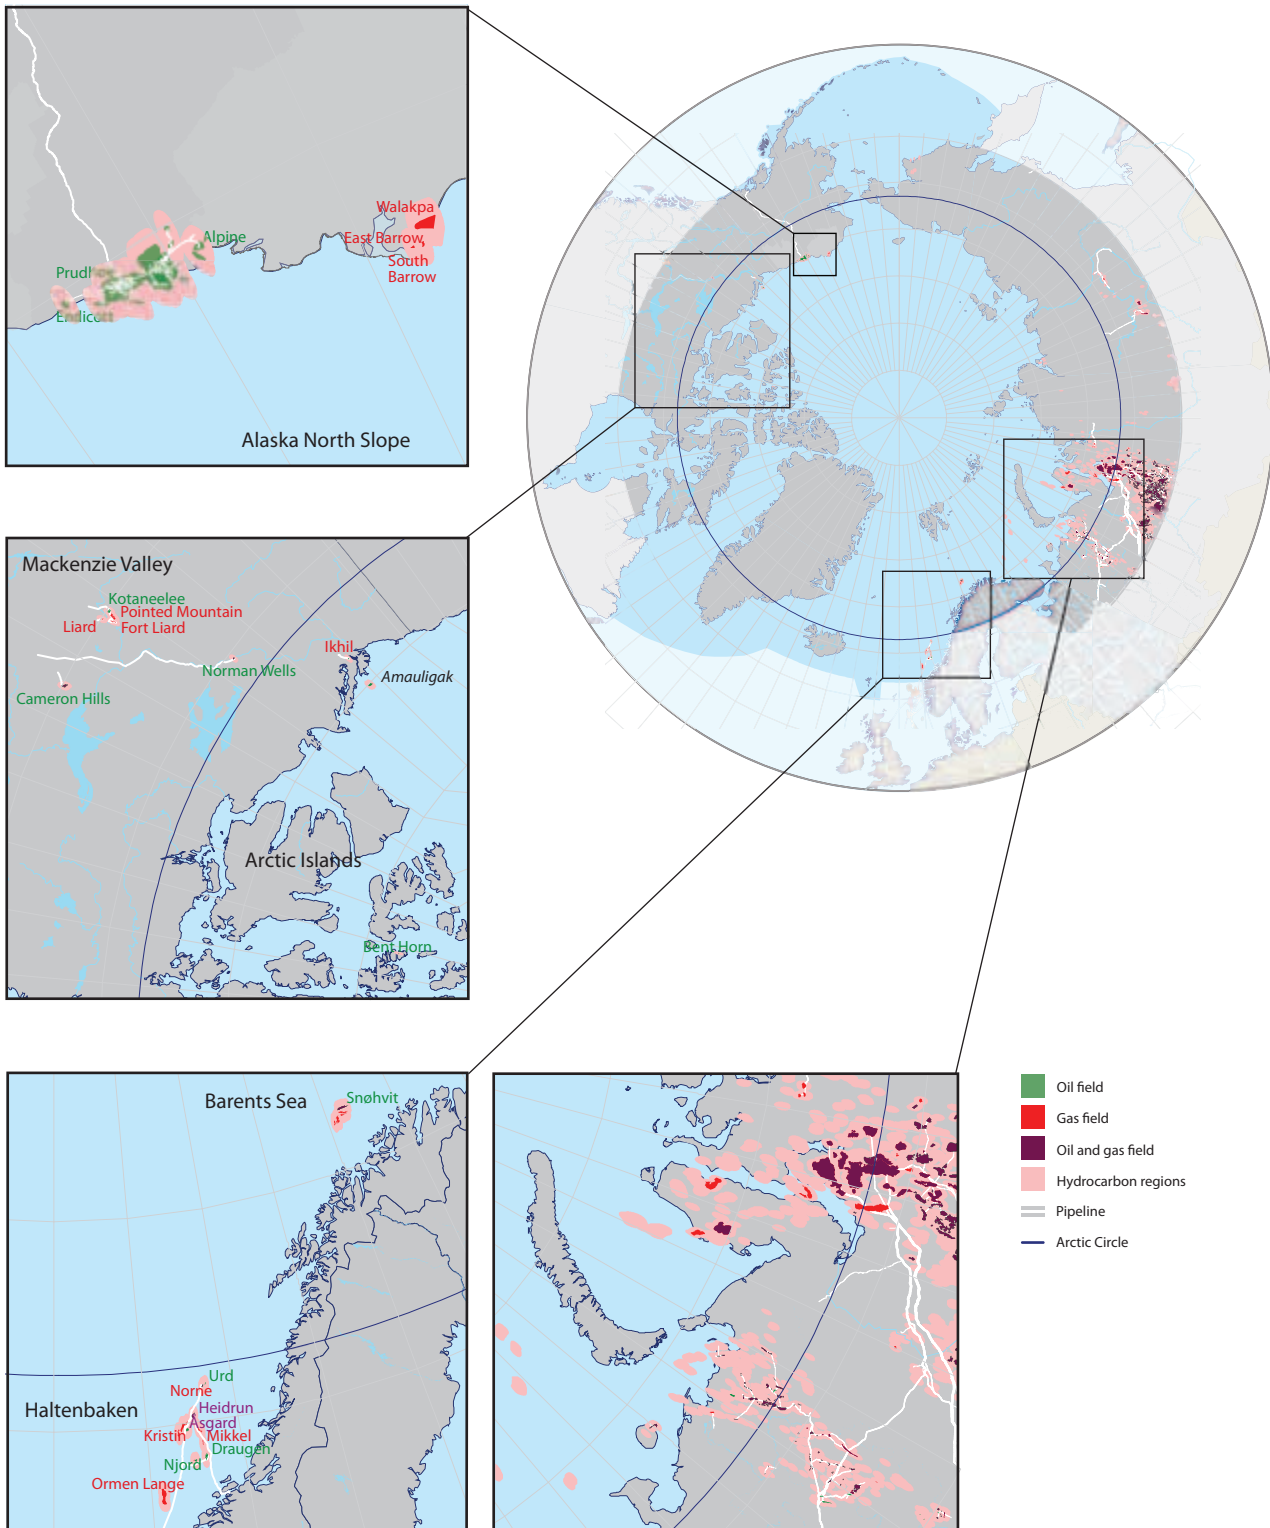 Walakpa
Alpine
East Barrow
South
Barrow
Endicott
Alaska North Slope
Mackenzie Valley
Kotaneelee
Pointed Mountain
Liard
Fort Liard
Ikhil
Norman Wells
Amauligak
Cameron Hills
Arctic Islands
Bent Horn
Barents Sea
Snøhvit
Urd
Norne
Haltenbaken
Heidrun
Asgard
Kristin
Mikkel
Draugen
Njord
Ormen Lange
Oil field
Gas field
Oil and gas field
Hydrocarbon regions
Pipeline
Arctic Circle